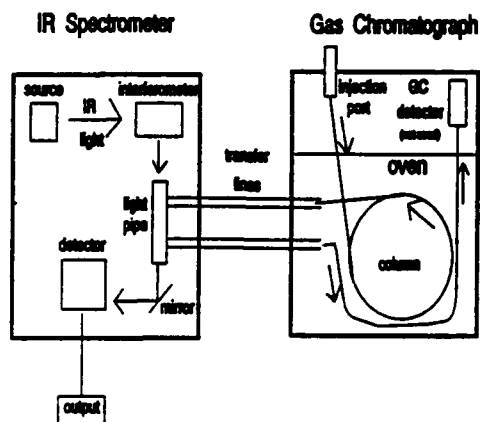 IR Spectrometer
Gas Chromatograph
source
IR
light
interferometer
injection
port
GC
detector
oven
transfer
lines
light
pipe
column
detector
mirror
output